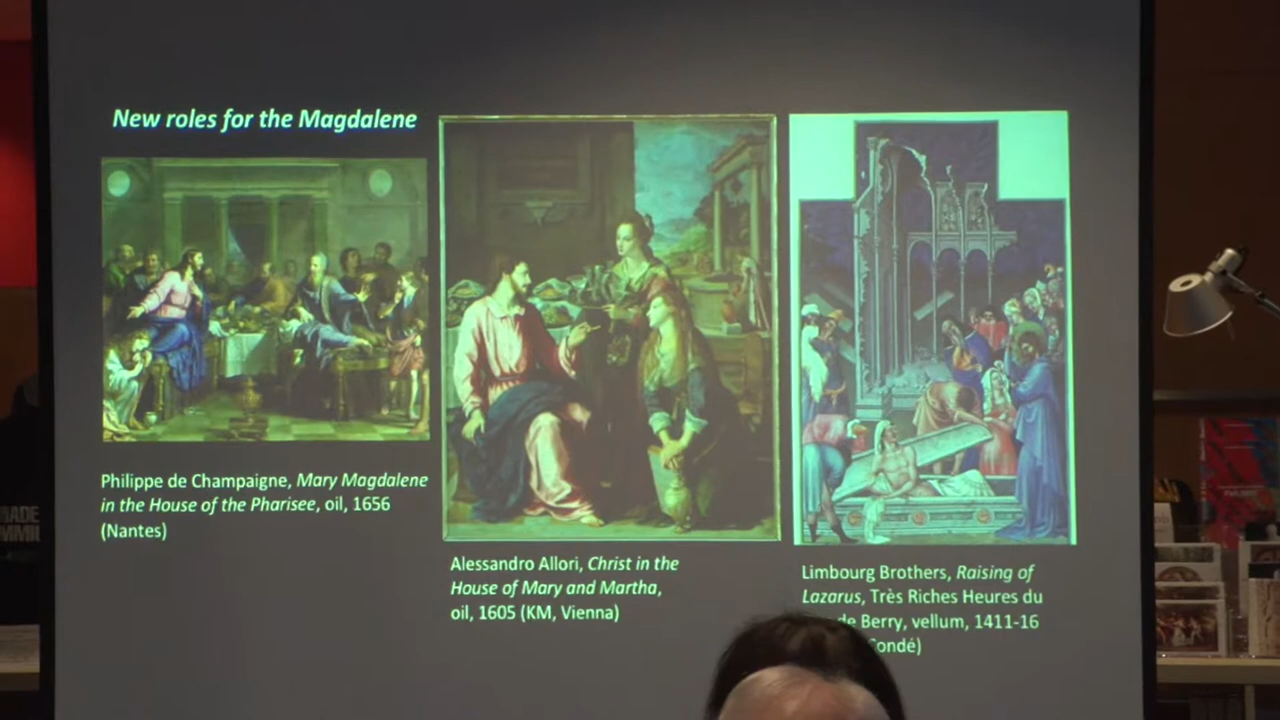 New roles for the Magdalene
Philippe de Champaigne, Mary Magdalene
in the House of the Pharisee, oil, 1656
(Nantes)
Alessandro Allori, Christ in the
House of Mary and Martha,
oil, 1605 (KM, Vienna)
Limbourg Brothers, Raising of
Lazarus, Très Riches Heures du
de Berry, vellum, 1411-16
ondé)